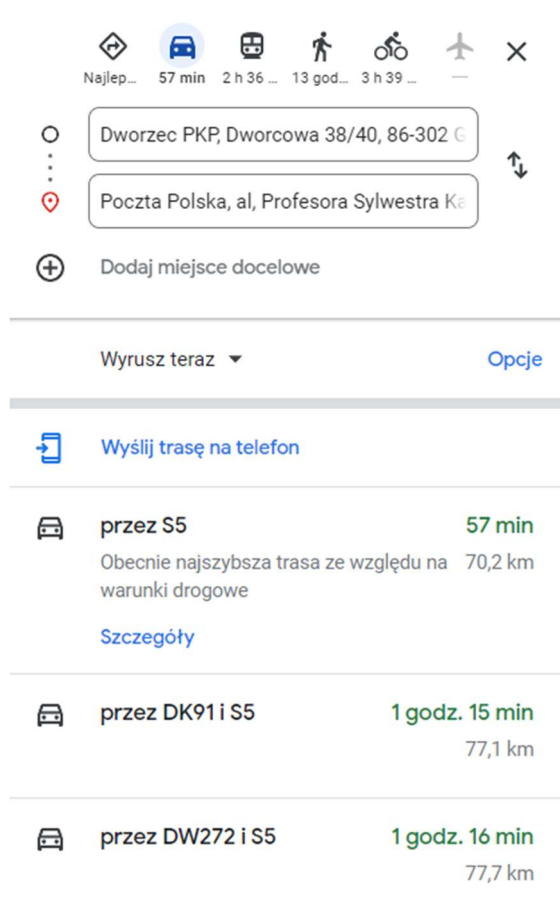 Najlep... 57 min 2 h 36 ... 13 god... 3 h 39 ... —
Dworzec PKP, Dworcowa 38/40, 86-302 G
Poczta Polska, al, Profesora Sylwestra Ka
Dodaj miejsce docelowe
Wyrusz teraz Opcje
Wyślij trasę na telefon
przez S5 57 min
Obecnie najszybsza trasa ze względu na 70,2 km
warunki drogowe
Szczegóły
przez DK91 i S5 1 godz. 15 min
77,1 km
przez DW272 i S5 1 godz. 16 min
77,7 km